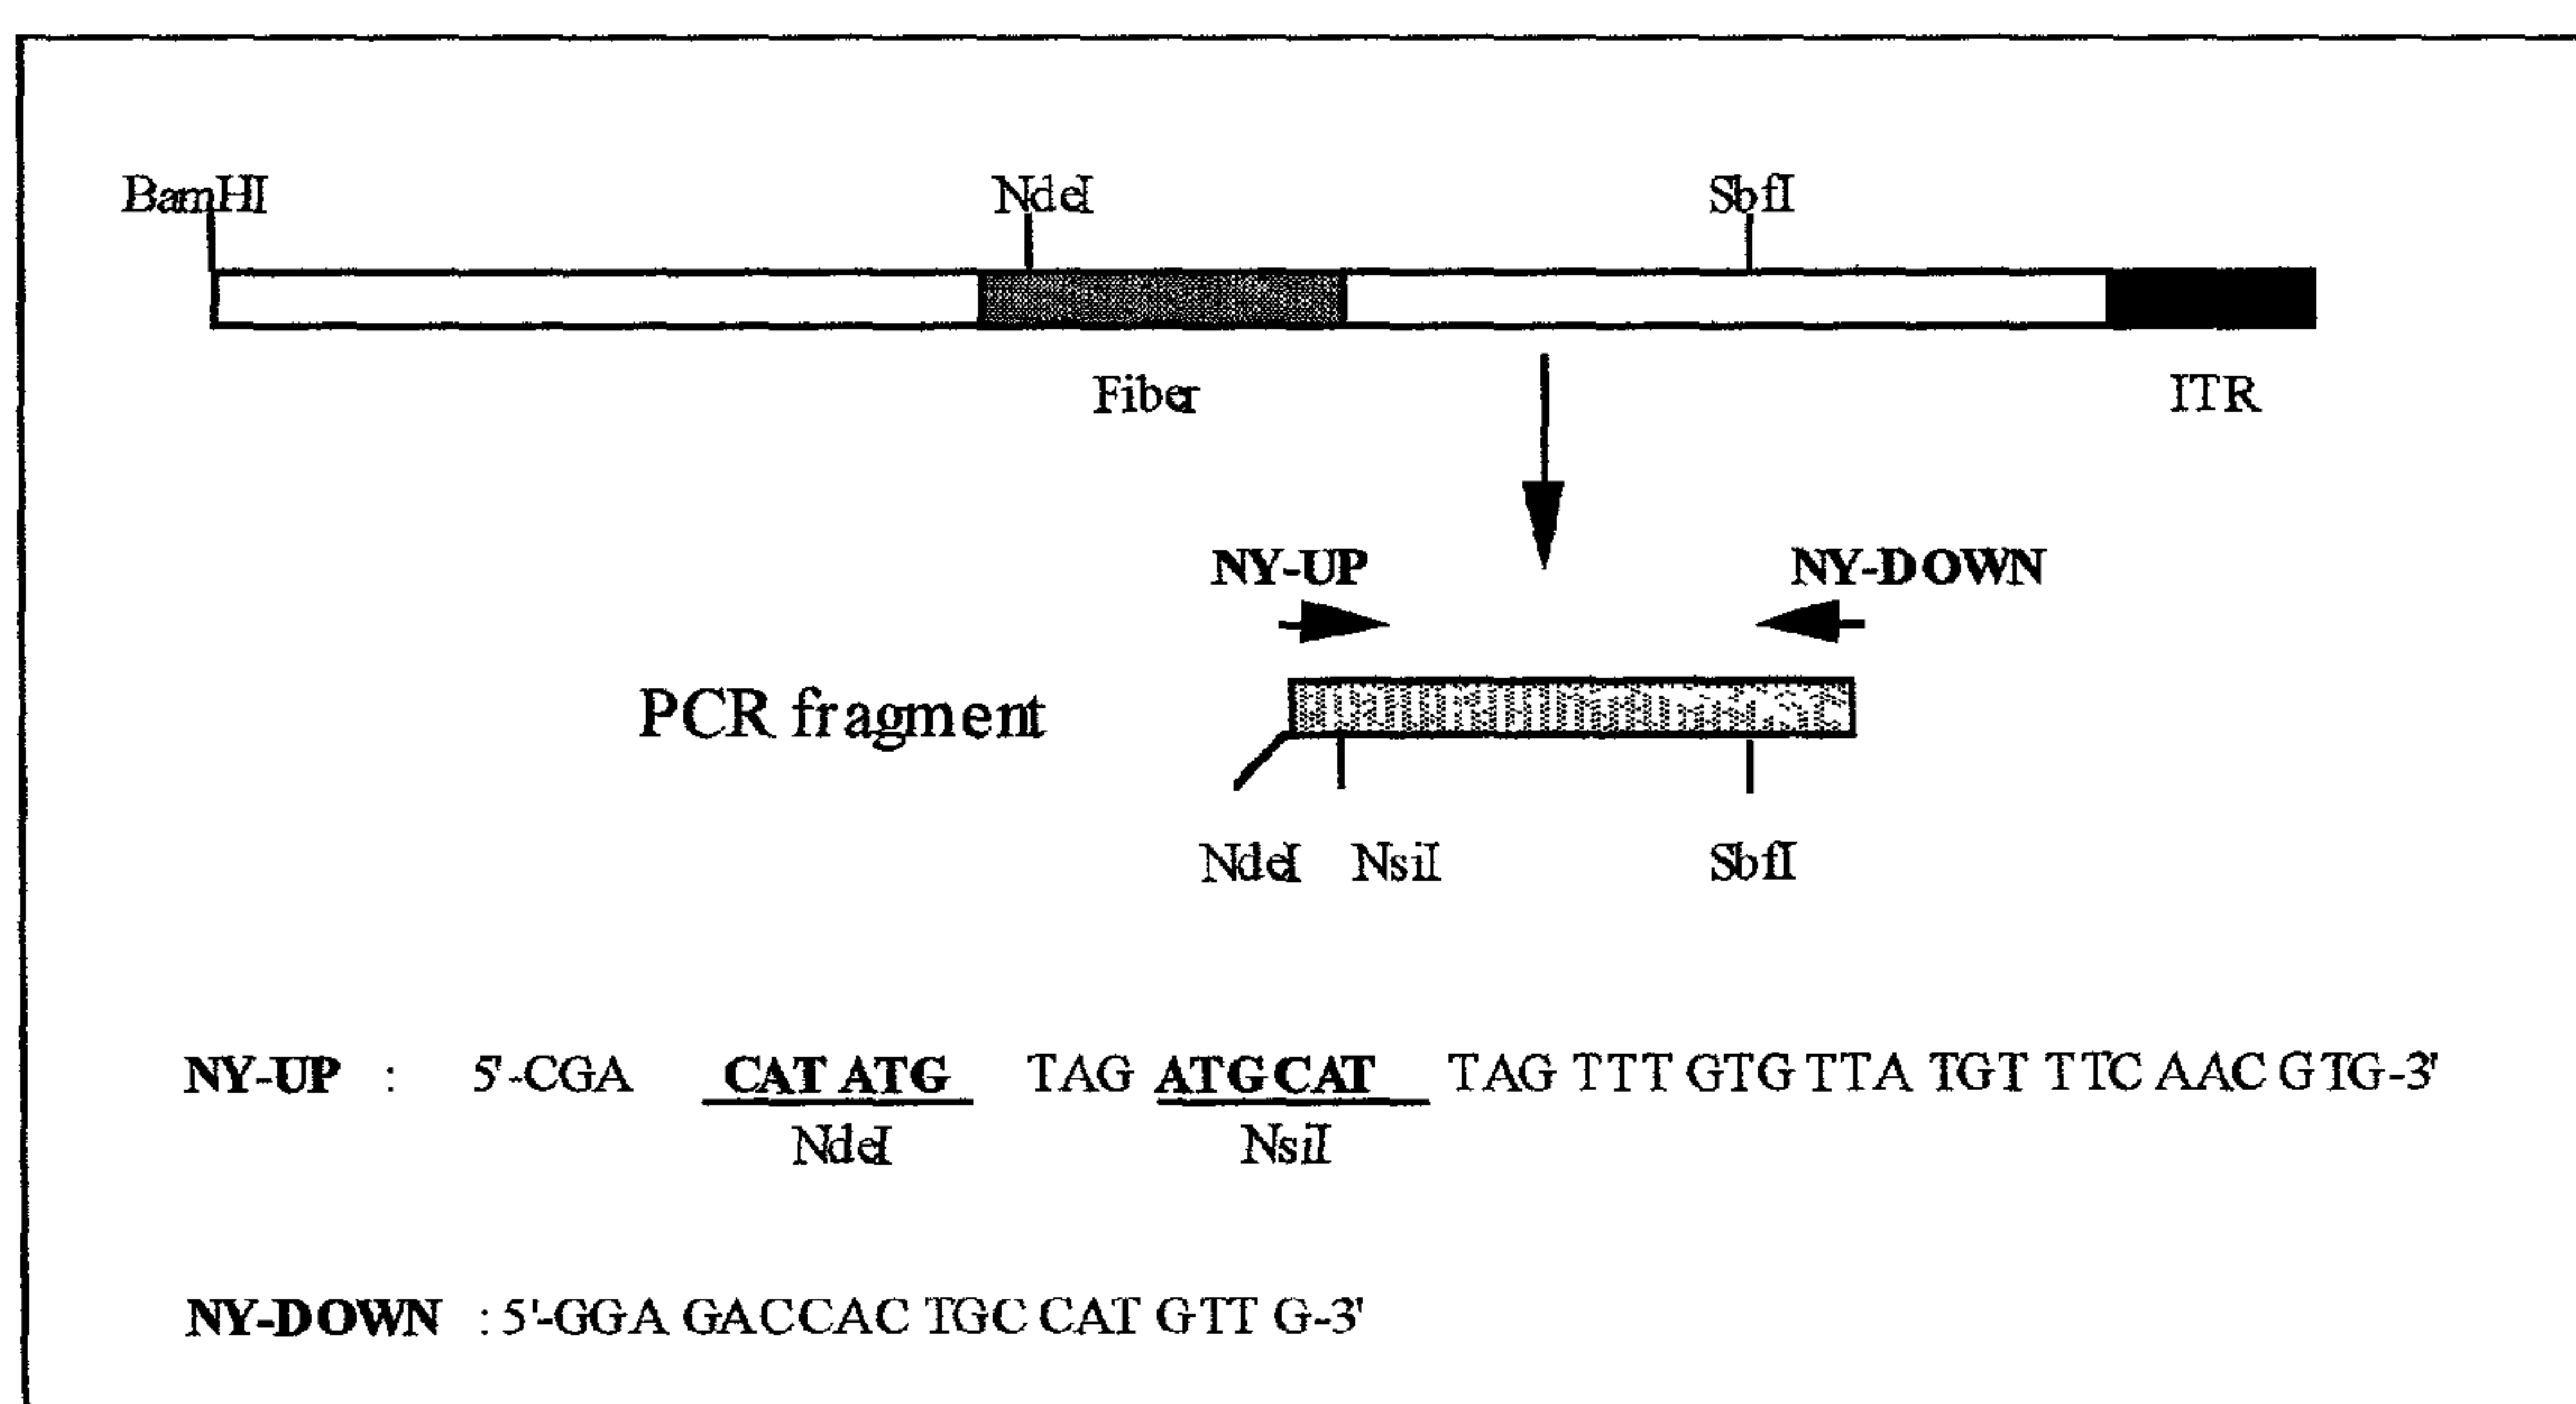 BamHI NdeI SbfI
Fiber ITR
NY-UP NY-DOWN
PCR fragment
NdeI NsiI SbfI
NY-UP : 5'-CGA CAT ATG TAG ATG CAT TAG TTT GTG TTA TGT TTC AAC GTG-3'
NdeI NsiI
NY-DOWN : 5'-GGA GACCAC TGC CAT GTT G-3'